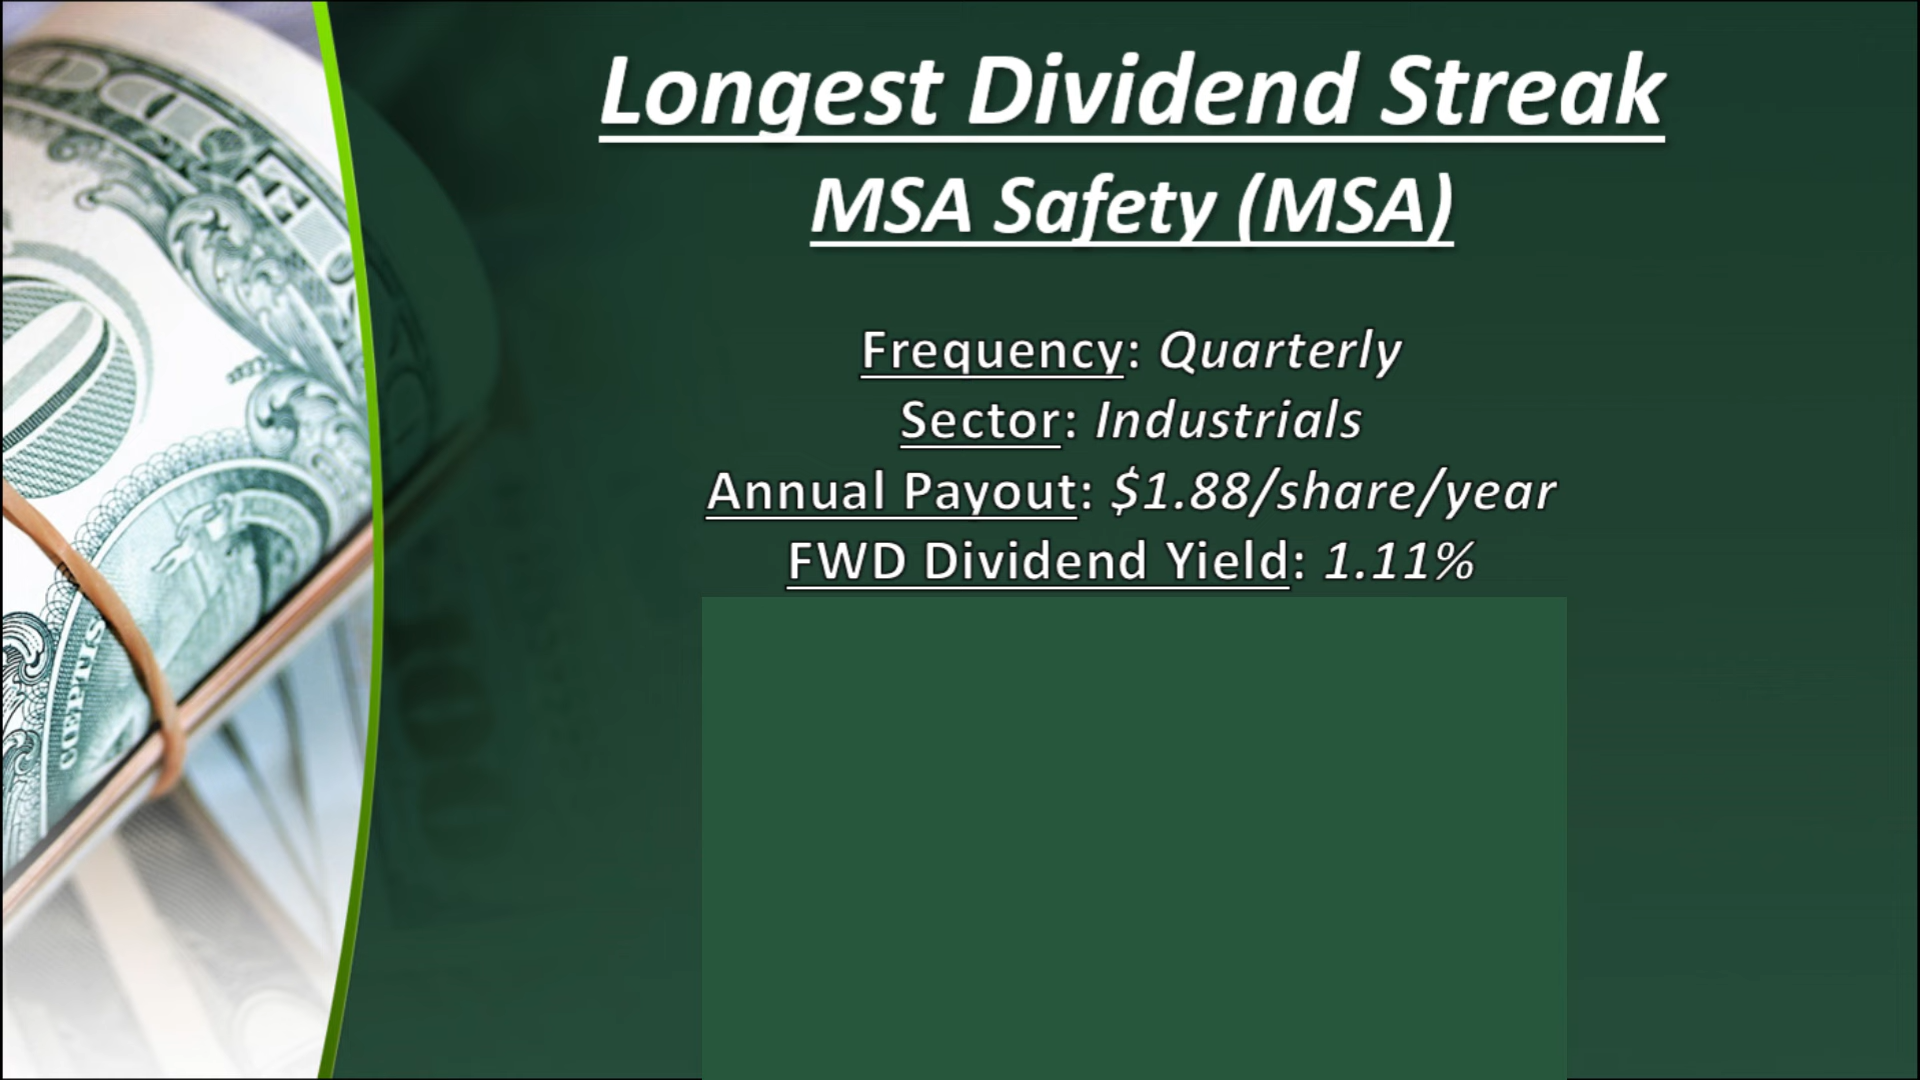 Longest Dividend Streak
MSA Safety (MSA)
Frequency: Quarterly
Sector: Industrials
Annual Payout: $1.88/share/year
FWD Dividend Yield: 1.11%
CŒPTIS